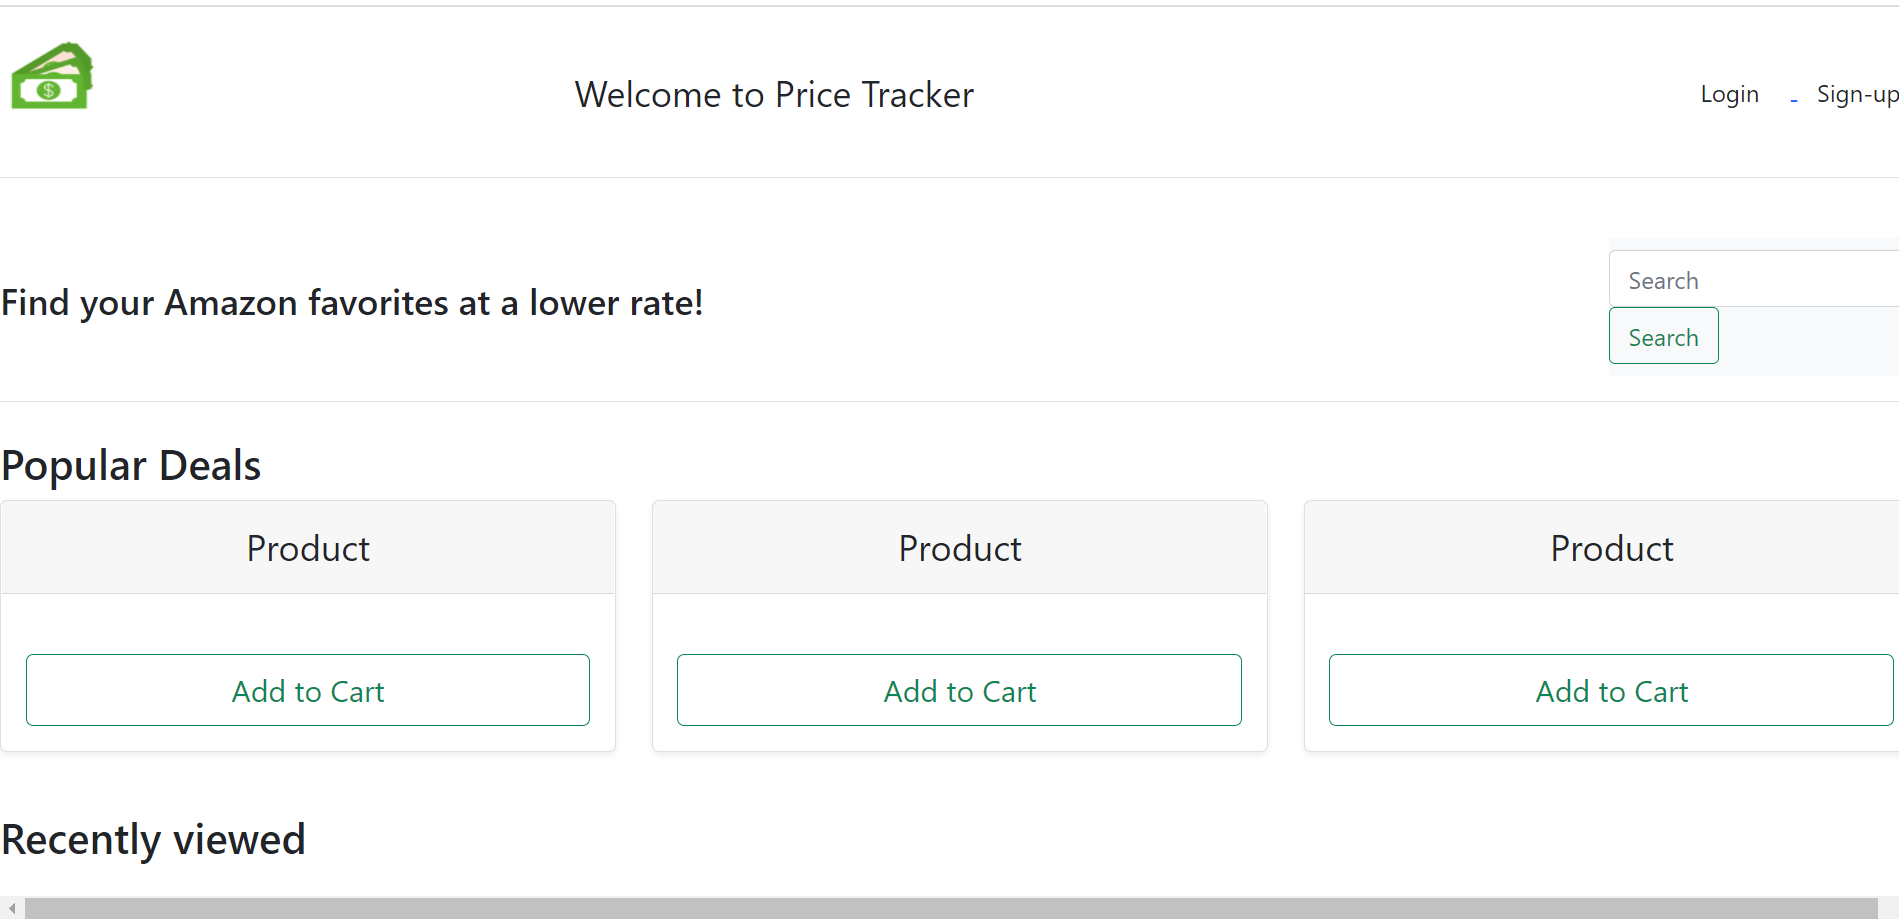 Welcome to Price Tracker
Login - Sign-up
Find your Amazon favorites at a lower rate!
Search
Search
Popular Deals
Product Product Product
Add to Cart Add to Cart Add to Cart
Recently viewed